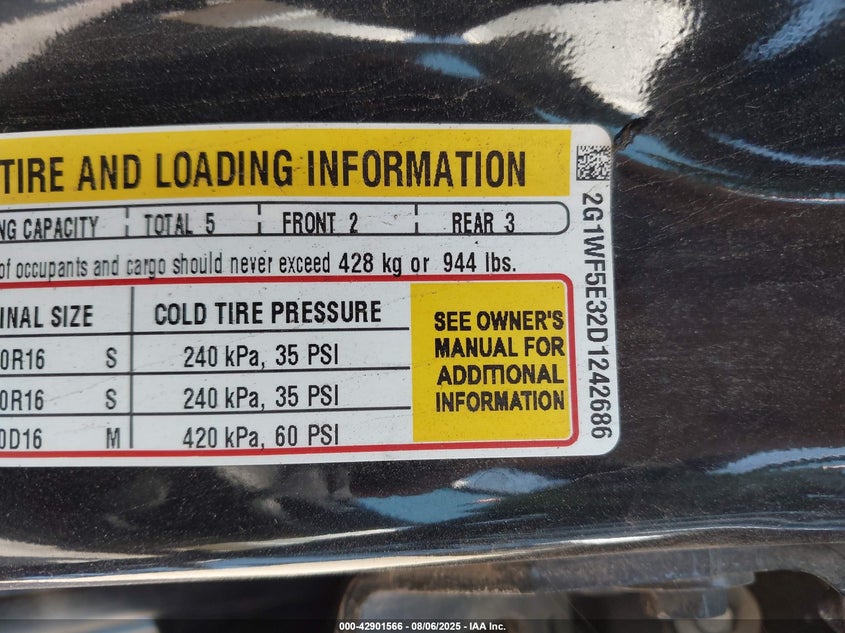 TIRE AND LOADING INFORMATION
NG CAPACITY TOTAL 5 FRONT 2 REAR 3
of occupants and cargo should never exceed 428 kg or 944 lbs.
INAL SIZE COLD TIRE PRESSURE
0R16 S 240 kPa, 35 PSI
0R16 S 240 kPa, 35 PSI
0D16 M 420 kPa, 60 PSI
SEE OWNER'S
MANUAL FOR
ADDITIONAL
INFORMATION
2G1WF5E32D1242686
000-42901566 - 08/06/2025 - IAA Inc.